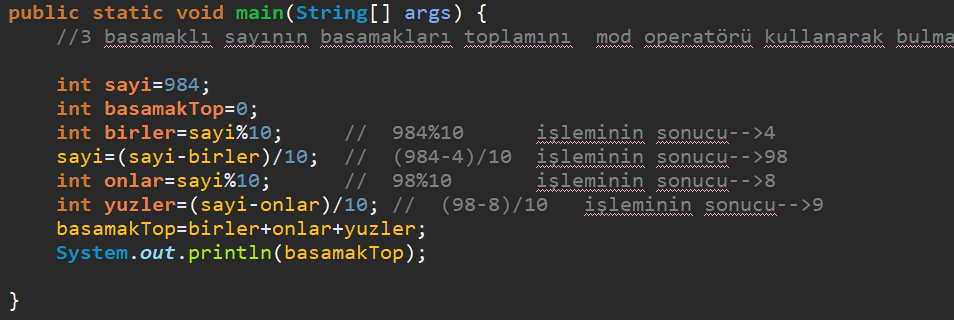 public static void main(String[] args) {
//3 basamaklı sayının basamakları toplamını  mod operatörü kullanarak bulma
int sayi=984;
int basamakTop=0;
int birler=sayi%10;     //  984%10      işleminin sonucu-->4
sayi=(sayi-birler)/10;  //  (984-4)/10  işleminin sonucu-->98
int onlar=sayi%10;      //  98%10       işleminin sonucu-->8
int yuzler=(sayi-onlar)/10; //  (98-8)/10   işleminin sonucu-->9
basamakTop=birler+onlar+yuzler;
System.out.println(basamakTop);
}